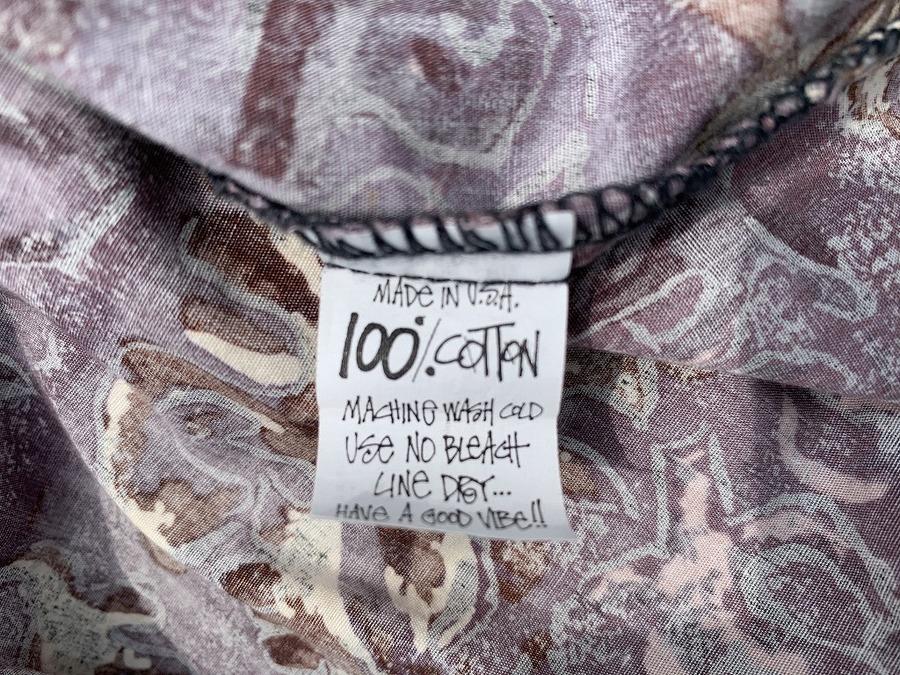 MADE IN U.S.A.
100%. COTTON
MACHINE WASH COLD
USE NO BLEACH
LINE DRY...
HAVE A GOOD VIBE!!